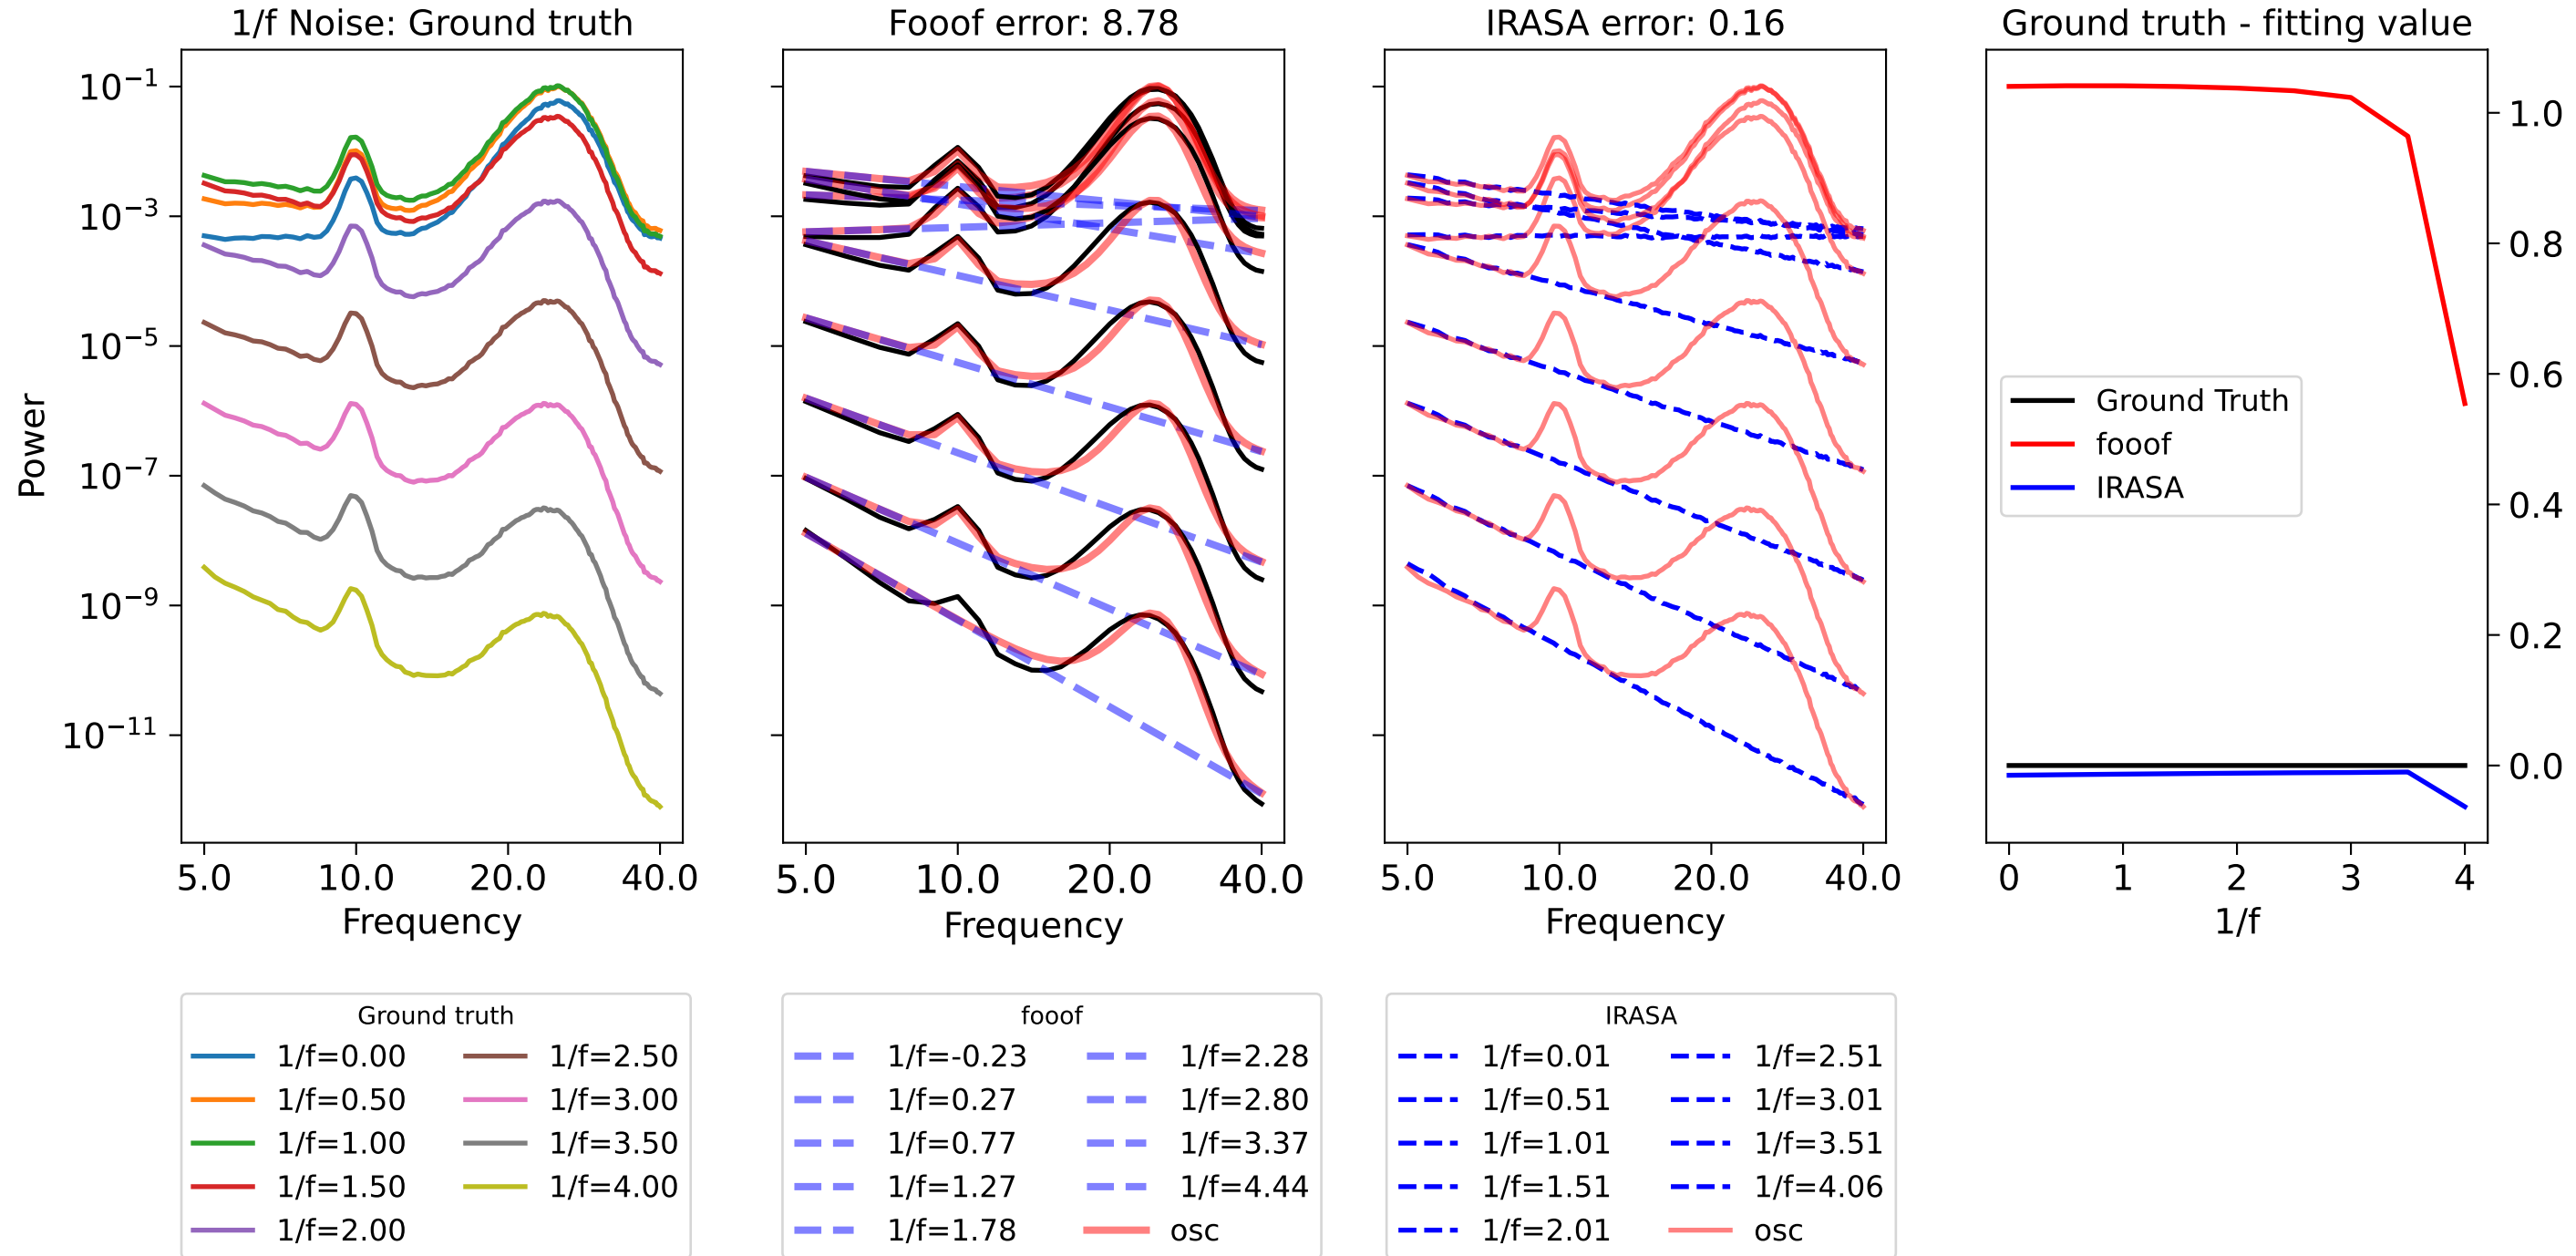 1/f Noise: Ground truth
Fooof error: 8.78
IRASA error: 0.16
Ground truth - fitting value
Power
10⁻¹
10⁻³
10⁻⁵
10⁻⁷
10⁻⁹
10⁻¹¹
5.0 10.0 20.0 40.0
Frequency
5.0 10.0 20.0 40.0
Frequency
5.0 10.0 20.0 40.0
Frequency
1.0
0.8
0.6
0.4
0.2
0.0
Ground Truth
fooof
IRASA
0 1 2 3 4
1/f
Ground truth
1/f=0.00
1/f=0.50
1/f=1.00
1/f=1.50
1/f=2.00
1/f=2.50
1/f=3.00
1/f=3.50
1/f=4.00
fooof
1/f=-0.23
1/f=0.27
1/f=0.77
1/f=1.27
1/f=1.78
1/f=2.28
1/f=2.80
1/f=3.37
1/f=4.44
osc
IRASA
1/f=0.01
1/f=0.51
1/f=1.01
1/f=1.51
1/f=2.01
1/f=2.51
1/f=3.01
1/f=3.51
1/f=4.06
osc